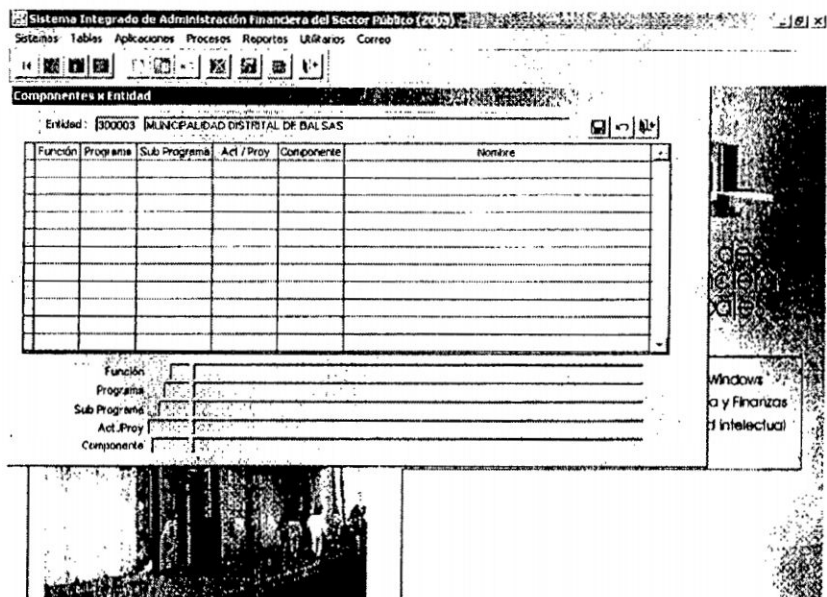 Sistema Integrado de Administración Financiera del Sector Público (2003)
Sistemas Tablas Aplicaciones Procesos Reportes Utilitarios Correo
Componentes x Entidad
Entidad : 300003 MUNICIPALIDAD DISTRITAL DE BALSAS
Función Programa Sub Programa Act / Proy Componente Nombre
Función
Programa
Sub Programa
Act./Proy
Componente
de
Windows
a y Finanzas
d intelectual